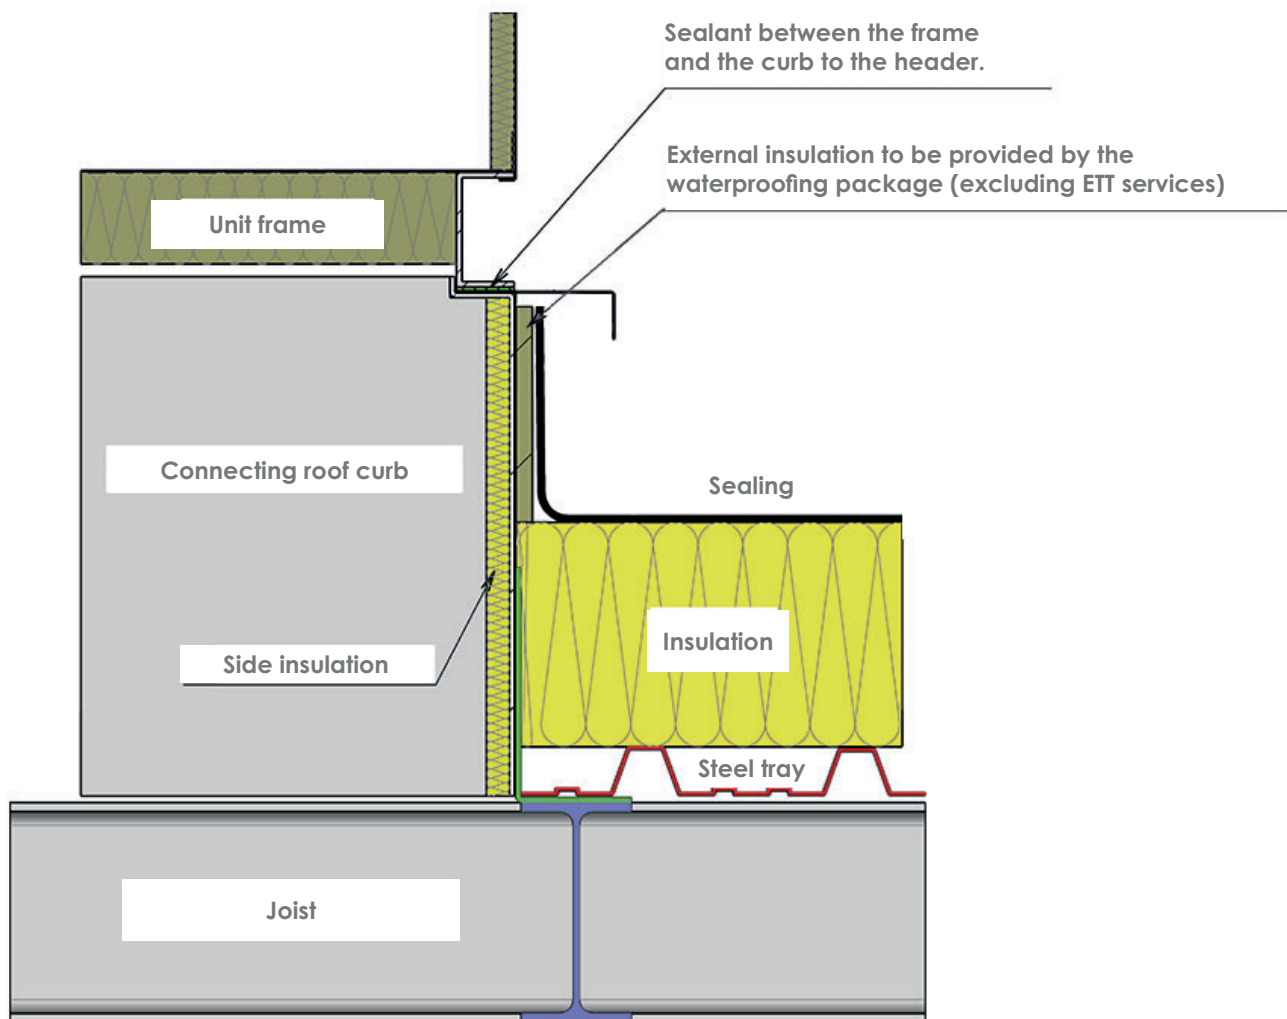 Sealant between the frame
and the curb to the header.
External insulation to be provided by the
waterproofing package (excluding ETT services)
Unit frame
Connecting roof curb
Sealing
Side insulation
Insulation
Steel tray
Joist